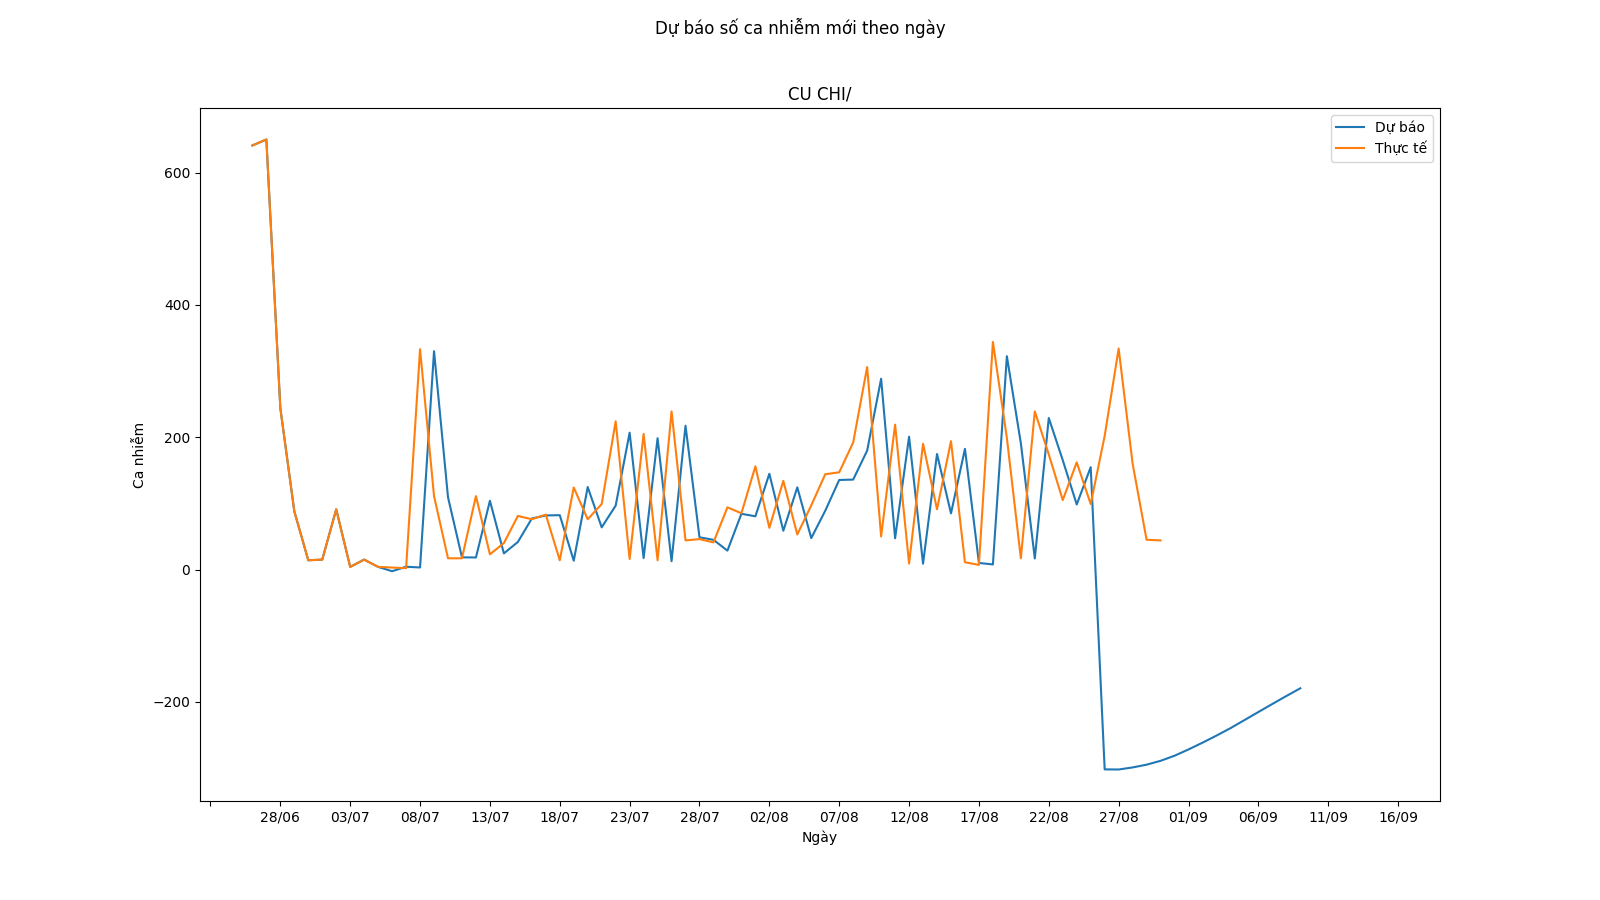 Dự báo số ca nhiễm mới theo ngày
CU CHI/
Dự báo
Thực tế
600
400
200
0
−200
Ca nhiễm
28/06 03/07 08/07 13/07 18/07 23/07 28/07 02/08 07/08 12/08 17/08 22/08 27/08 01/09 06/09 11/09 16/09
Ngày